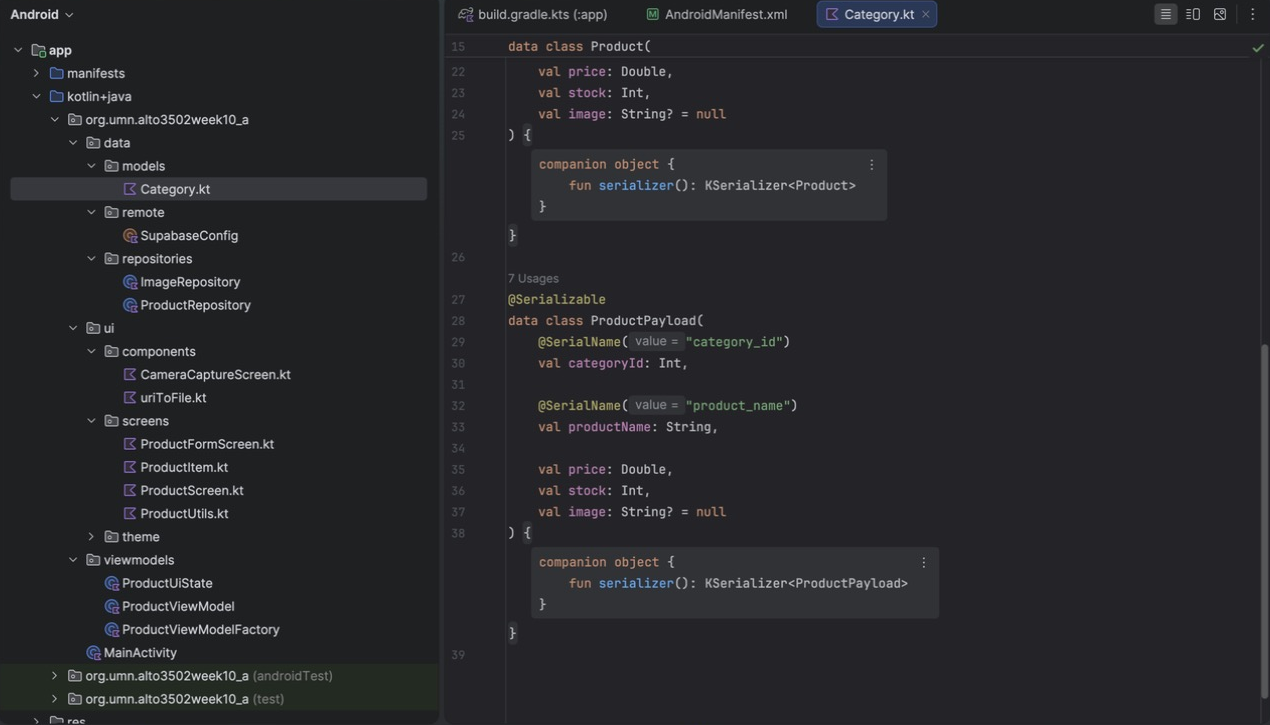 Android
build.gradle.kts (:app)
AndroidManifest.xml
Category.kt
app
manifests
kotlin+java
org.umn.alto3502week10_a
data
models
Category.kt
remote
SupabaseConfig
repositories
ImageRepository
ProductRepository
ui
components
CameraCaptureScreen.kt
uriToFile.kt
screens
ProductFormScreen.kt
ProductItem.kt
ProductScreen.kt
ProductUtils.kt
theme
viewmodels
ProductUiState
ProductViewModel
ProductViewModelFactory
MainActivity
org.umn.alto3502week10_a (androidTest)
org.umn.alto3502week10_a (test)
res
15 data class Product(
22 val price: Double,
23 val stock: Int,
24 val image: String? = null
25 ) {
companion object {
fun serializer(): KSerializer<Product>
}
}
26
7 Usages
27 @Serializable
28 data class ProductPayload(
29 @SerialName( value = "category_id")
30 val categoryId: Int,
31
32 @SerialName( value = "product_name")
33 val productName: String,
34
35 val price: Double,
36 val stock: Int,
37 val image: String? = null
38 ) {
companion object {
fun serializer(): KSerializer<ProductPayload>
}
}
39